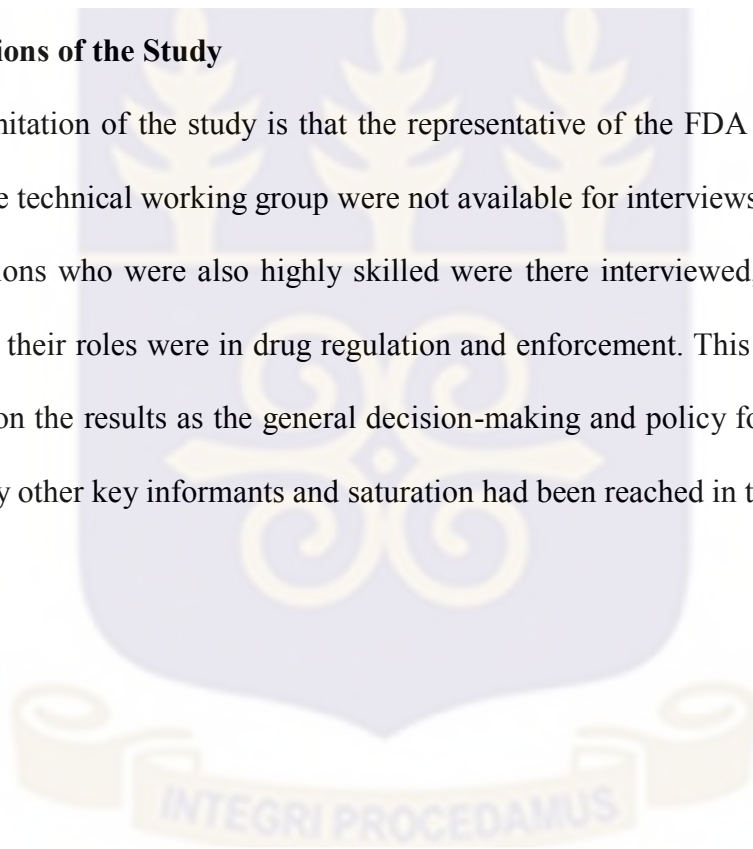 ions of the Study
nitation of the study is that the representative of the FDA
e technical working group were not available for interviews
ions who were also highly skilled were there interviewed,
their roles were in drug regulation and enforcement. This
on the results as the general decision-making and policy fo
y other key informants and saturation had been reached in t
INTEGRI PROCEDAMUS